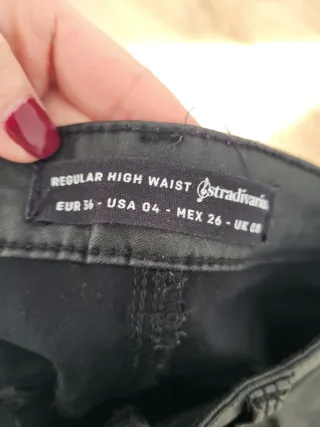 REGULAR HIGH WAIST stradivarius
EUR 36 - USA 04 - MEX 26 - UK 08